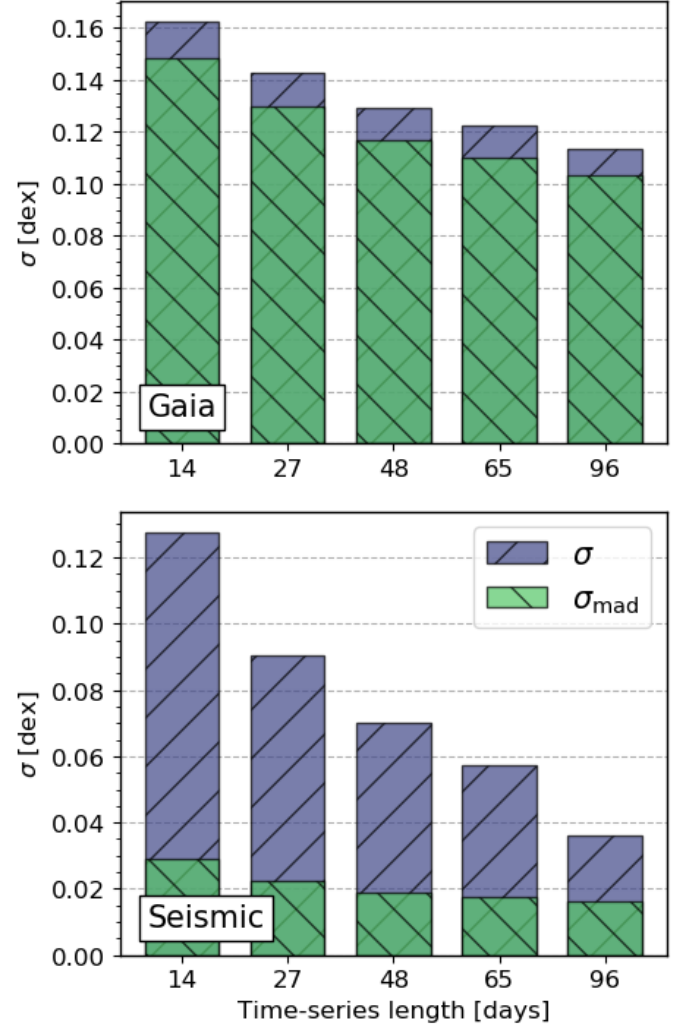 0.16
0.14
0.12
0.10
0.08
0.06
0.04
0.02
0.00
σ [dex]
Gaia
14 27 48 65 96
0.12
0.10
0.08
0.06
0.04
0.02
0.00
σ [dex]
σ
σmad
Seismic
14 27 48 65 96
Time-series length [days]